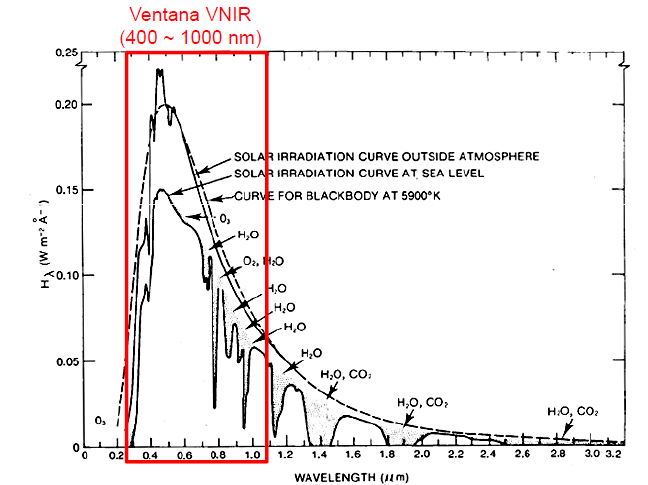 Ventana VNIR
(400 ~ 1000 nm)
0.25
0.20
0.15
0.10
0.05
0
Hλ (W m⁻² Å⁻¹)
SOLAR IRRADIATION CURVE OUTSIDE ATMOSPHERE
SOLAR IRRADIATION CURVE AT SEA LEVEL
CURVE FOR BLACKBODY AT 5900°K
O₃
H₂O
O₂, H₂O
H₂O
H₂O
H₂O
H₂O
H₂O, CO₂
H₂O, CO₂
H₂O, CO₂
O₃
0 0.2 0.4 0.6 0.8 1.0 1.2 1.4 1.6 1.8 2.0 2.2 2.4 2.6 2.8 3.0 3.2
WAVELENGTH (μm)